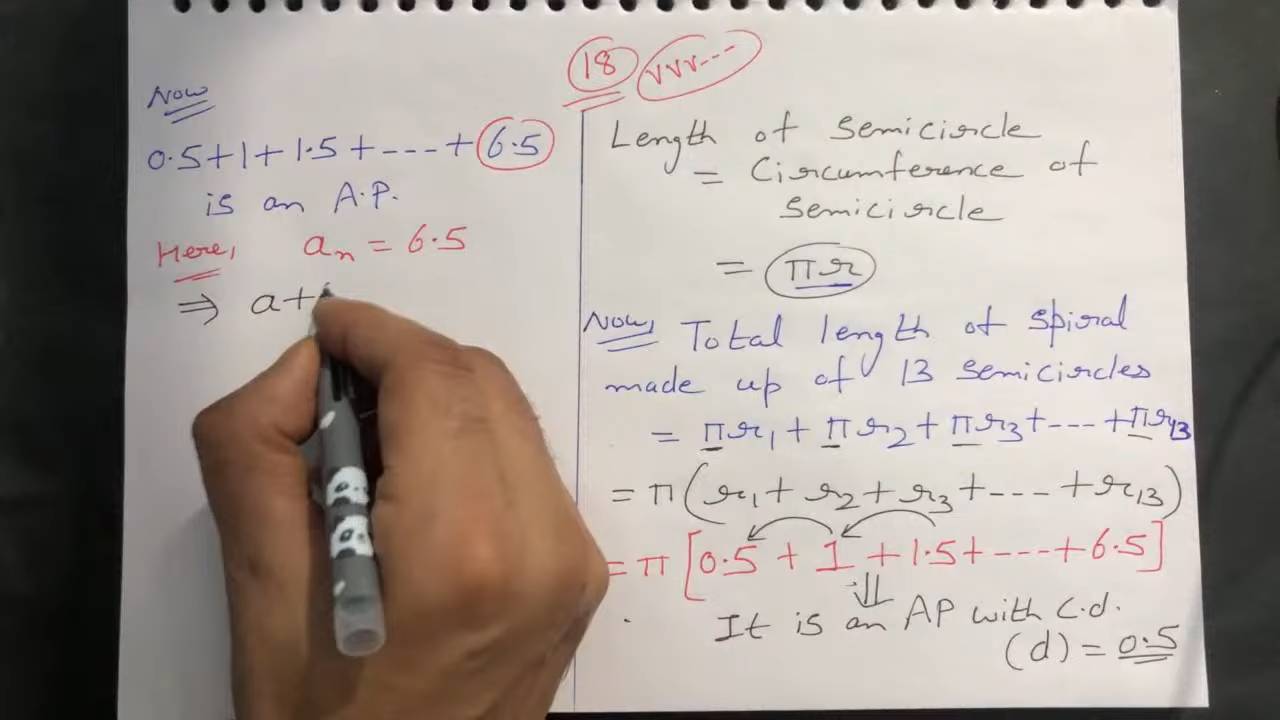 18 √√√---
Now
0.5+1+1.5+---+6.5
is an A.P.
Here, aₙ = 6.5
⇒ a+
Length of semicircle
= Circumference of
semicircle
= πr
Now, Total length of spiral
made up of 13 semicircles
= πr₁+πr₂+πr₃+---+πr₁₃
= π(r₁+r₂+r₃+---+r₁₃)
= π[0.5+1+1.5+---+6.5]
⇓
It is an AP with C.d.
(d) = 0.5